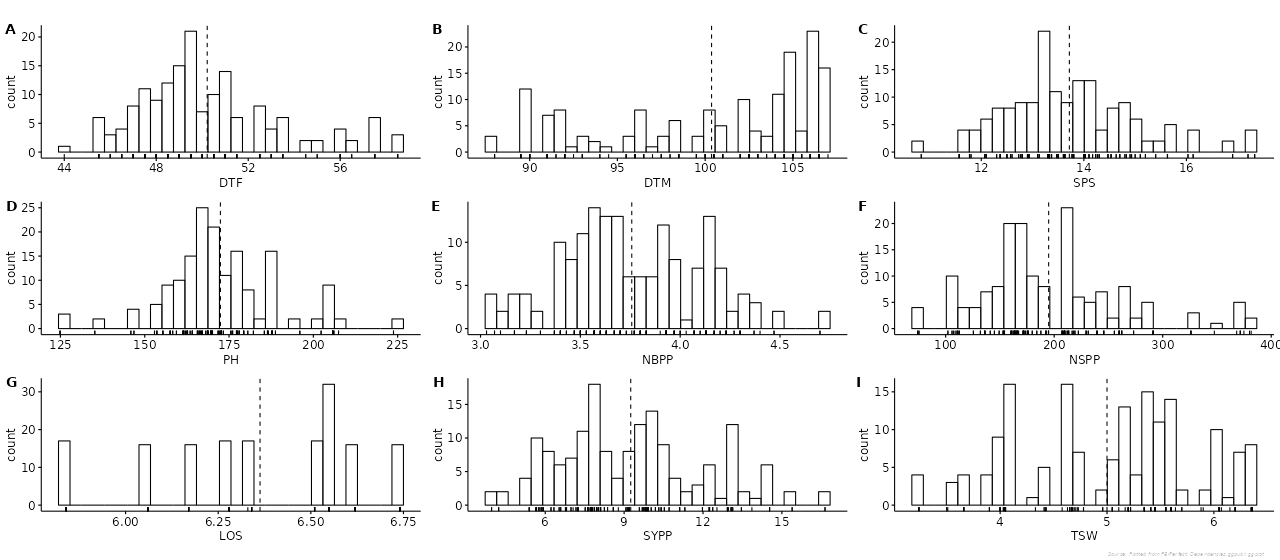 A
B
C
count
20
15
10
5
0
44
48
52
56
DTF
count
20
15
10
5
0
90
95
100
105
DTM
count
20
15
10
5
0
12
14
16
SPS
D
E
F
count
25
20
15
10
5
0
125
150
175
200
225
PH
count
10
5
0
3.0
3.5
4.0
4.5
NBPP
count
20
15
10
5
0
100
200
300
400
NSPP
G
H
I
count
30
20
10
0
6.00
6.25
6.50
6.75
LOS
count
15
10
5
0
6
9
12
15
SYPP
count
15
10
5
0
4
5
6
TSW